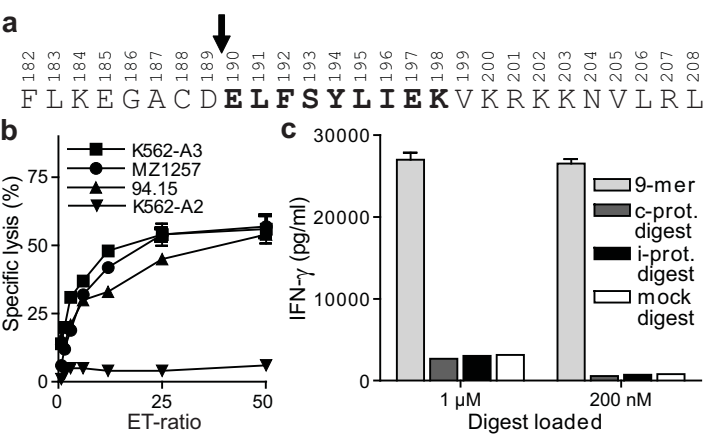 a
182 183 184 185 186 187 188 189 190 191 192 193 194 195 196 197 198 199 200 201 202 203 204 205 206 207 208
F L K E G A C D E L F S Y L I E K V K R K K N V L R L
b
K562-A3
MZ1257
94.15
K562-A2
Specific lysis (%)
75
50
25
0
0 25 50
ET-ratio
c
IFN-γ (pg/ml)
30000
20000
10000
0
9-mer
c-prot.
digest
i-prot.
digest
mock
digest
1 µM 200 nM
Digest loaded